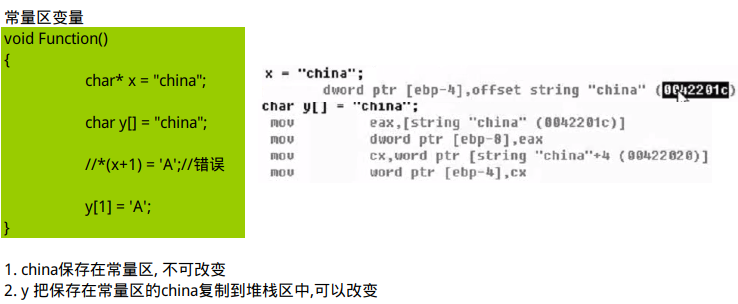 常量区变量
void Function()
{
char* x = "china";
char y[] = "china";
//*(x+1) = 'A';//错误
y[1] = 'A';
}
x = "china";
dword ptr [ebp-4],offset string "china" (0042201c)
char y[] = "china";
mov eax,[string "china" (0042201c)]
mov dword ptr [ebp-8],eax
mov cx,word ptr [string "china"+4 (00422020)]
mov word ptr [ebp-4],cx
1. china保存在常量区, 不可改变
2. y 把保存在常量区的china复制到堆栈区中,可以改变